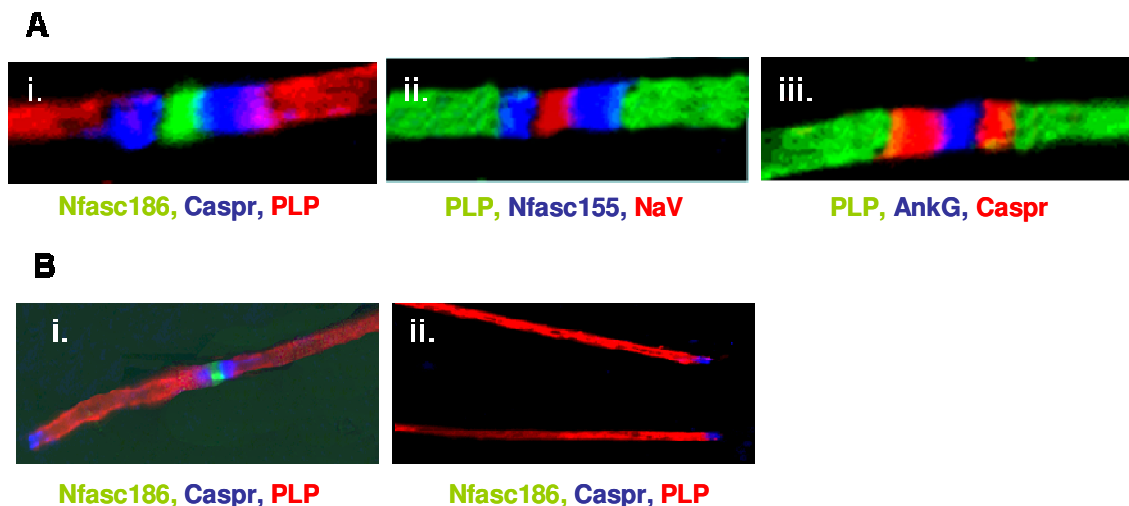 A
i. ii. iii.
Nfasc186, Caspr, PLP PLP, Nfasc155, NaV PLP, AnkG, Caspr
B
i. ii.
Nfasc186, Caspr, PLP Nfasc186, Caspr, PLP